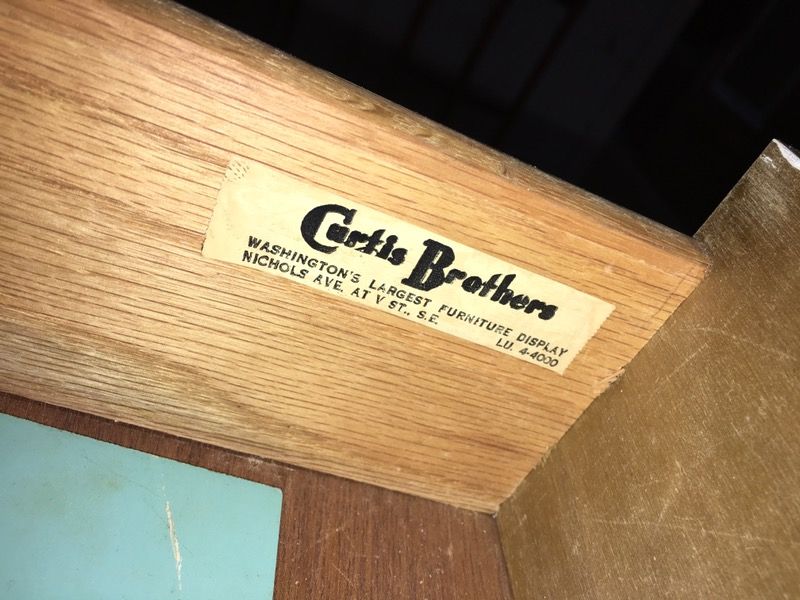 Curtis Brothers
WASHINGTON'S LARGEST FURNITURE DISPLAY
NICHOLS AVE. AT V ST., S.E.
LU. 4-4000